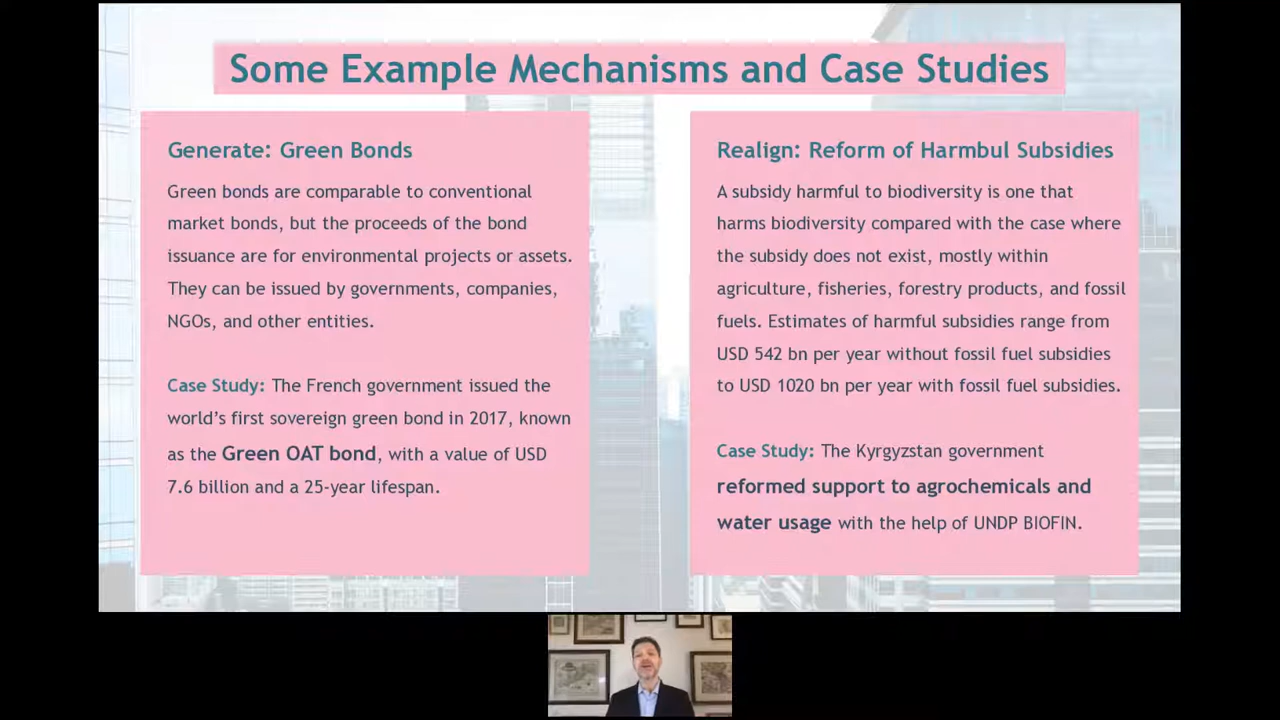 Some Example Mechanisms and Case Studies
Generate: Green Bonds
Green bonds are comparable to conventional
market bonds, but the proceeds of the bond
issuance are for environmental projects or assets.
They can be issued by governments, companies,
NGOs, and other entities.
Case Study: The French government issued the
world's first sovereign green bond in 2017, known
as the Green OAT bond, with a value of USD
7.6 billion and a 25-year lifespan.
Realign: Reform of Harmbul Subsidies
A subsidy harmful to biodiversity is one that
harms biodiversity compared with the case where
the subsidy does not exist, mostly within
agriculture, fisheries, forestry products, and fossil
fuels. Estimates of harmful subsidies range from
USD 542 bn per year without fossil fuel subsidies
to USD 1020 bn per year with fossil fuel subsidies.
Case Study: The Kyrgyzstan government
reformed support to agrochemicals and
water usage with the help of UNDP BIOFIN.